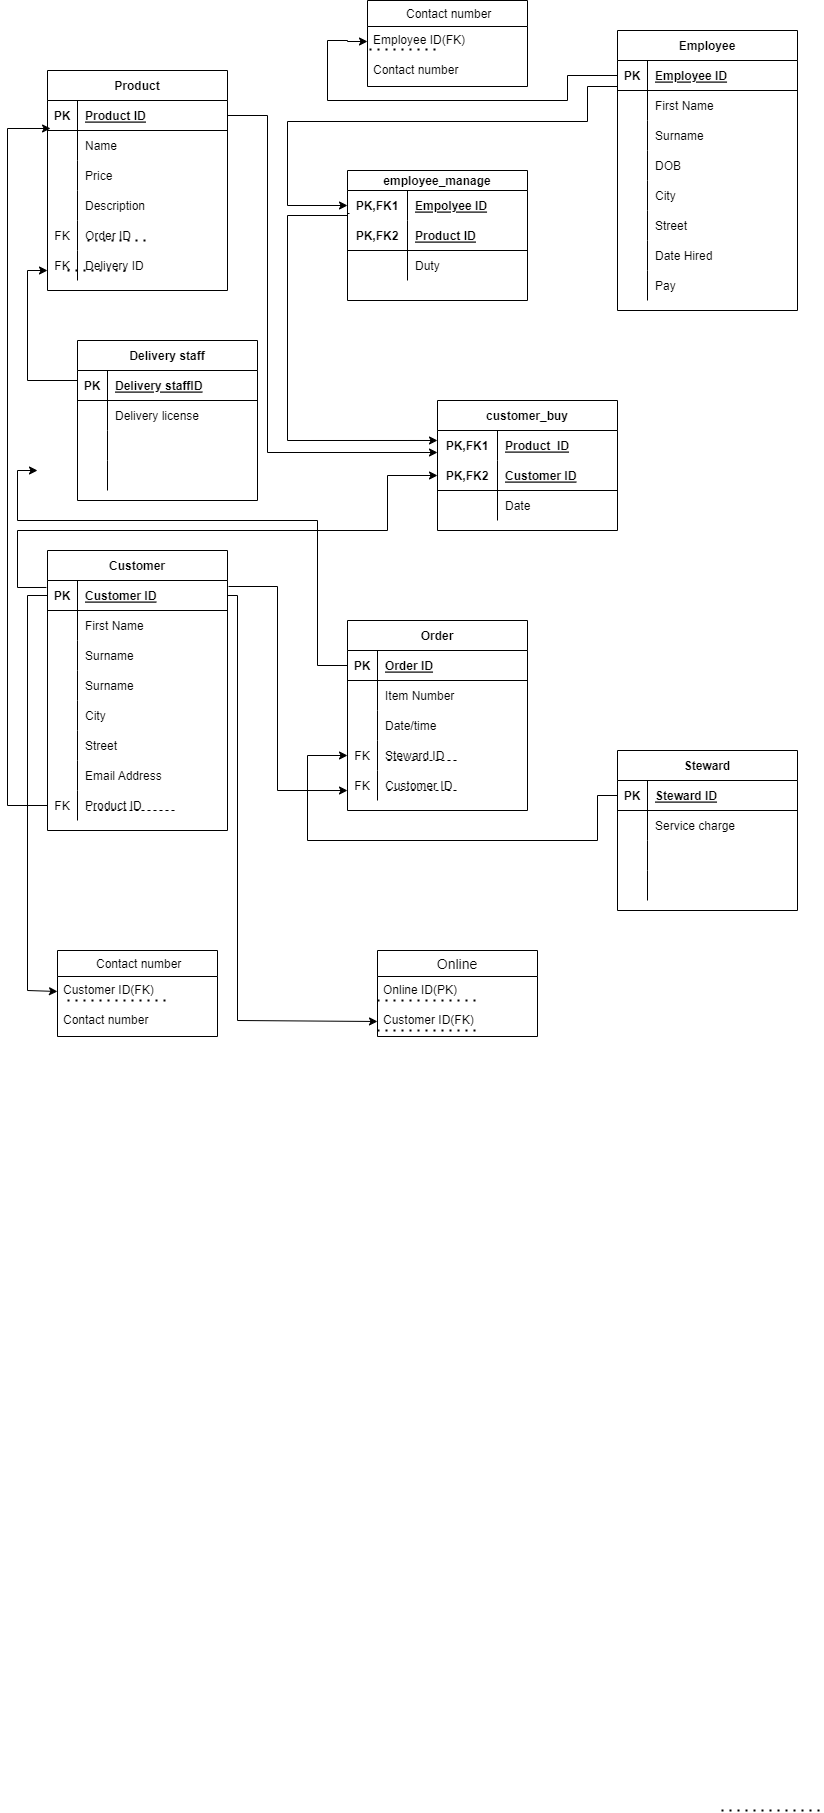 Contact number
Employee ID(FK)
Contact number
Employee
PK Employee ID
First Name
Surname
DOB
City
Street
Date Hired
Pay
Product
PK Product ID
Name
Price
Description
FK Order ID
FK Delivery ID
employee_manage
PK,FK1 Empolyee ID
PK,FK2 Product ID
Duty
Delivery staff
PK Delivery staffID
Delivery license
customer_buy
PK,FK1 Product_ID
PK,FK2 Customer ID
Date
Customer
PK Customer ID
First Name
Surname
Surname
City
Street
Email Address
FK Product ID
Order
PK Order ID
Item Number
Date/time
FK Steward ID
FK Customer ID
Steward
PK Steward ID
Service charge
Contact number
Customer ID(FK)
Contact number
Online
Online ID(PK)
Customer ID(FK)